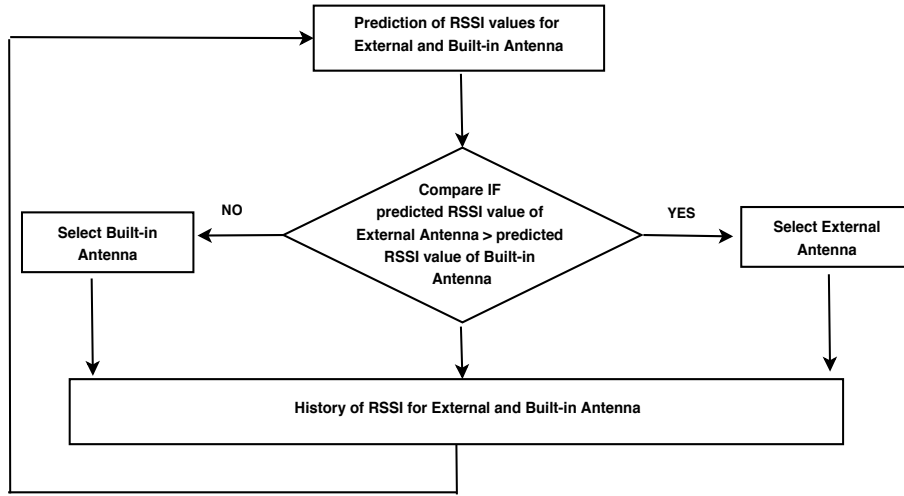 Prediction of RSSI values for
External and Built-in Antenna
Compare IF
predicted RSSI value of
External Antenna > predicted
RSSI value of Built-in
Antenna
NO
YES
Select Built-in
Antenna
Select External
Antenna
History of RSSI for External and Built-in Antenna